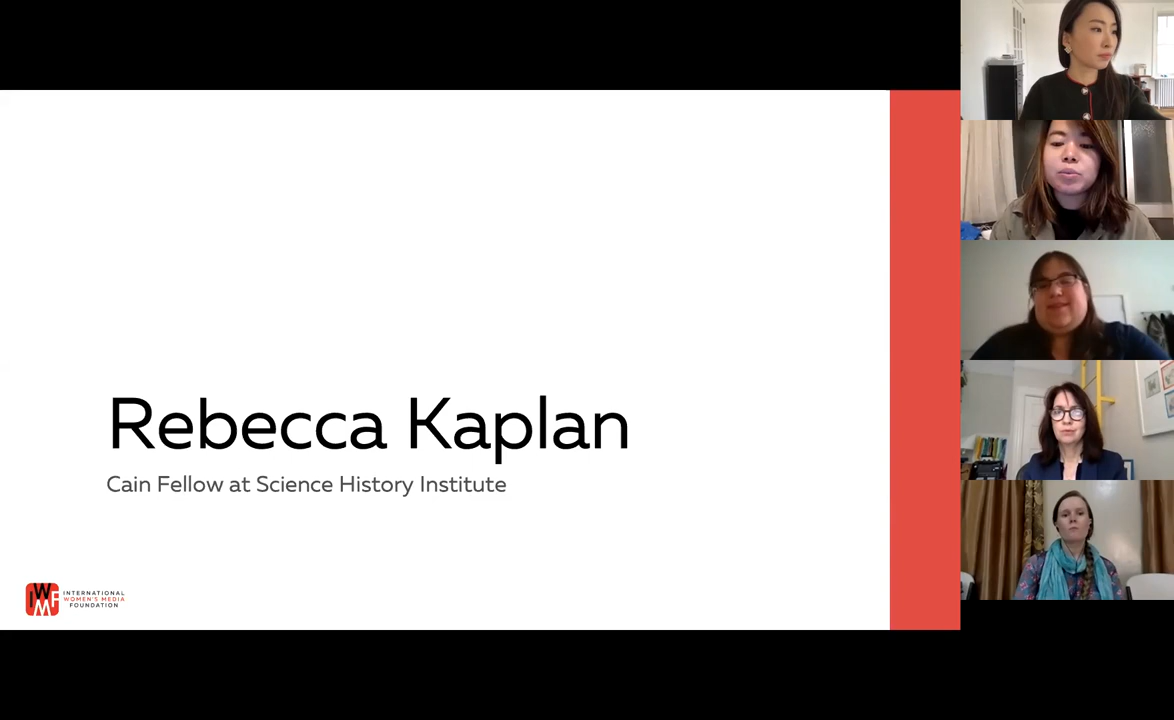 Rebecca Kaplan
Cain Fellow at Science History Institute
IWMF
INTERNATIONAL
WOMEN'S MEDIA
FOUNDATION